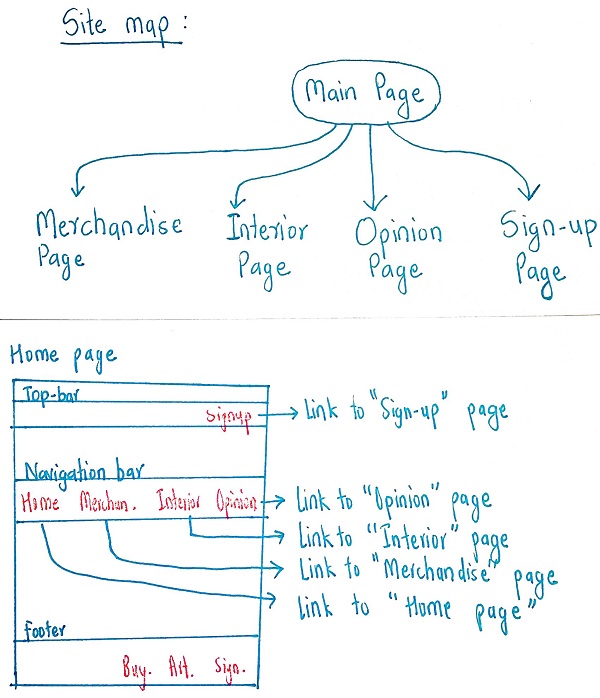 Site map :
Main Page
Merchandise Page
Interior Page
Opinion Page
Sign-up Page
Home page
Top-bar
Signup
Link to "Sign-up" page
Navigation bar
Home Merchan. Interior Opinion
Link to "Opinion" page
Link to "Interior" page
Link to "Merchandise" page
Link to "Home page"
footer
Buy. Art. Sign.